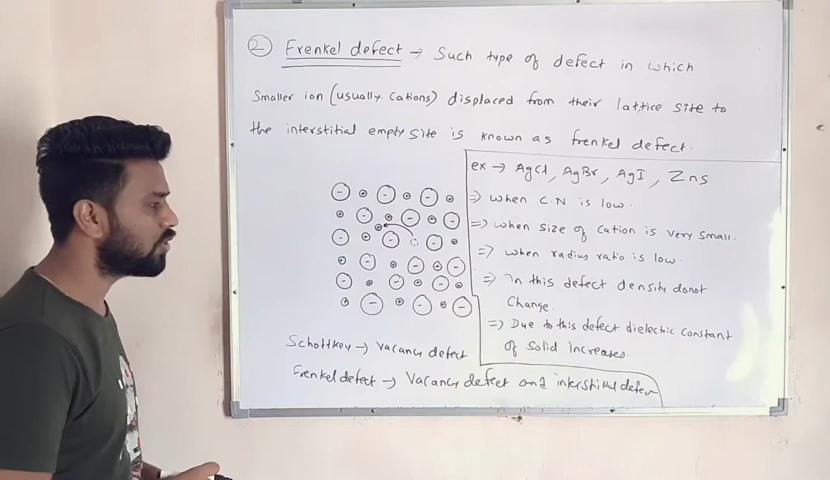 ② Frenkel defect → Such type of defect in which
Smaller ion (usually Cations) displaced from their lattice site to
the interstitial empty site is known as frenkel defect.
ex → AgCl, AgBr, AgI, ZnS
⇒ when C.N is low.
⇒ when size of Cation is very small.
⇒ when radius ratio is low.
⇒ In this defect density donot
Change.
⇒ Due to this defect dielectric constant
of solid increases.
Schottkey → vacancy defect
Frenkel defect → Vacancy defect and interstitial defect